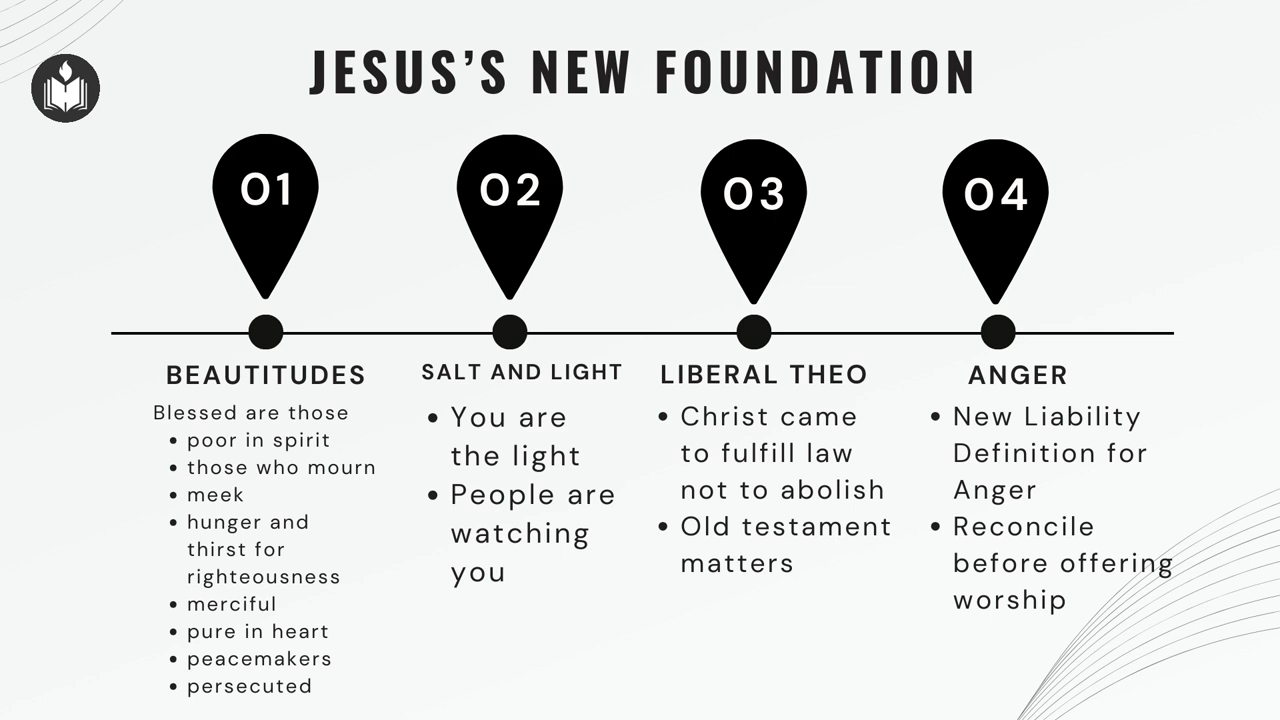 JESUS’S NEW FOUNDATION
01
02
03
04
BEAUTITUDES
Blessed are those
• poor in spirit
• those who mourn
• meek
• hunger and
thirst for
righteousness
• merciful
• pure in heart
• peacemakers
• persecuted
SALT AND LIGHT
• You are
the light
• People are
watching
you
LIBERAL THEO
• Christ came
to fulfill law
not to abolish
• Old testament
matters
ANGER
• New Liability
Definition for
Anger
• Reconcile
before offering
worship